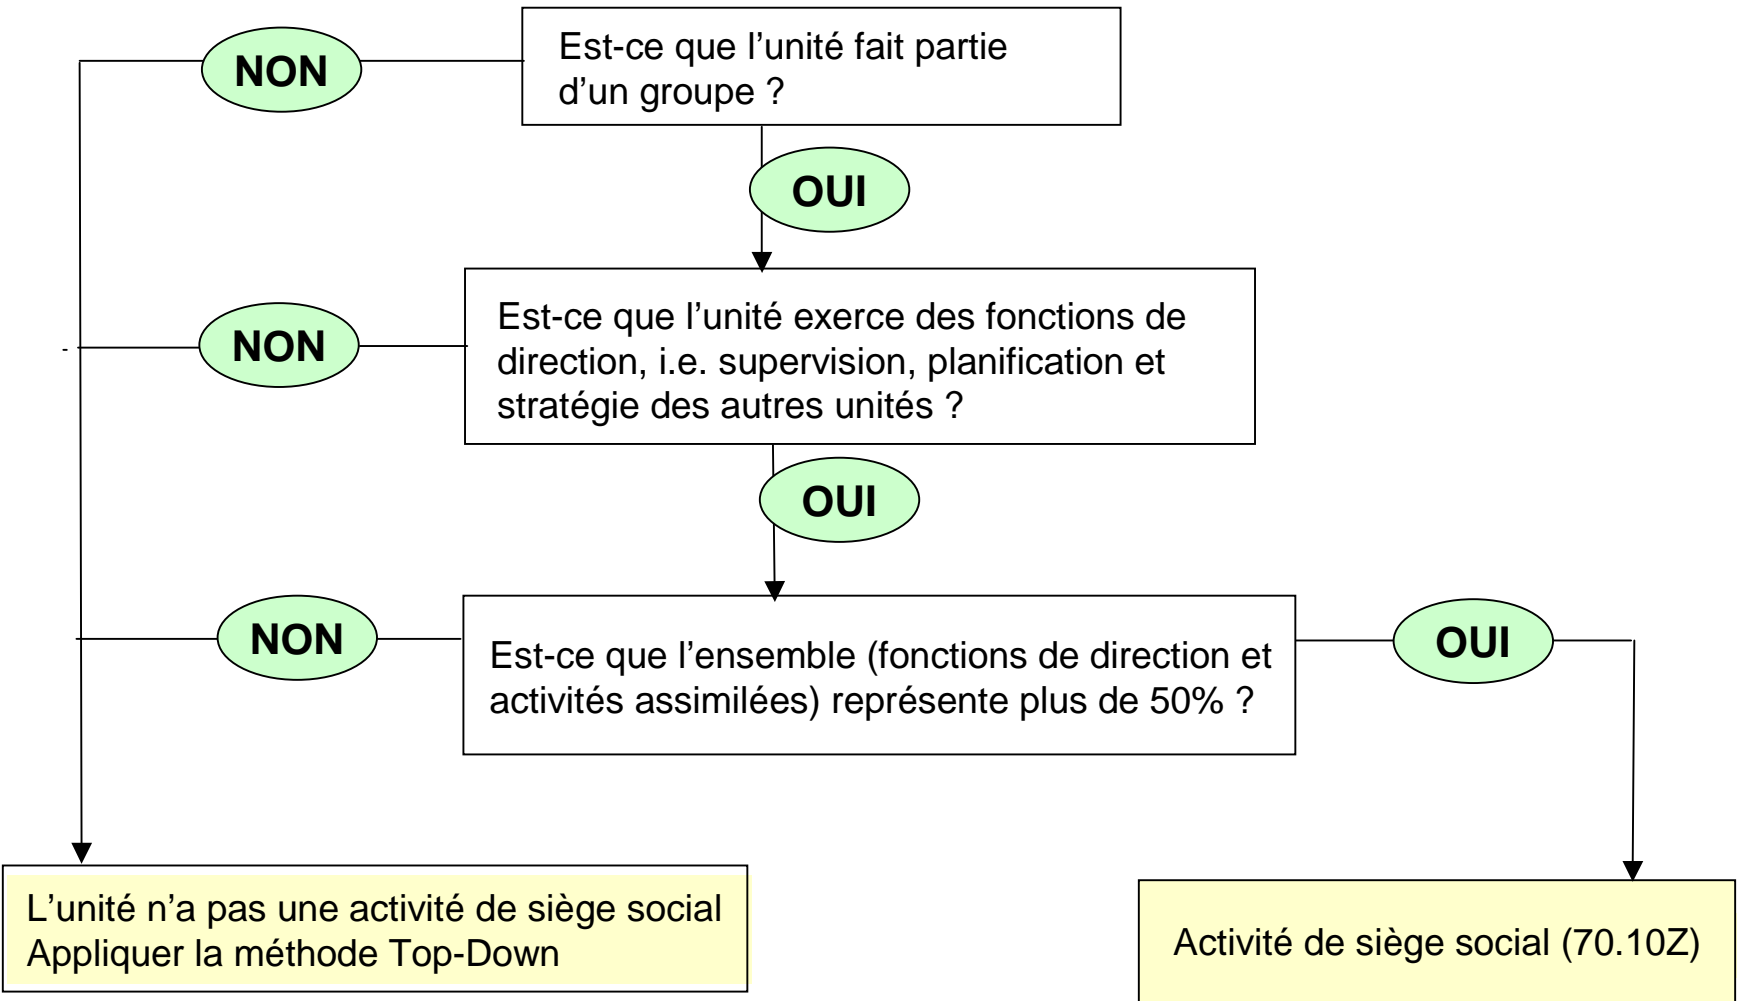 Est-ce que l’unité fait partie
d’un groupe ?
NON
OUI
Est-ce que l’unité exerce des fonctions de
direction, i.e. supervision, planification et
stratégie des autres unités ?
-
NON
OUI
Est-ce que l’ensemble (fonctions de direction et
activités assimilées) représente plus de 50% ?
NON
OUI
L’unité n’a pas une activité de siège social
Appliquer la méthode Top-Down
Activité de siège social (70.10Z)